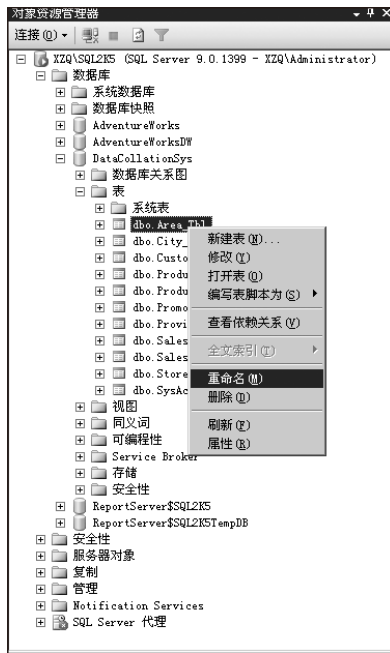 对象资源管理器
连接(O)
XZQ\SQL2K5 (SQL Server 9.0.1399 - XZQ\Administrator)
数据库
系统数据库
数据库快照
AdventureWorks
AdventureWorksDW
DataCollationSys
数据库关系图
表
系统表
dbo.Area_Tbl
dbo.City_
dbo.Custo
dbo.Produ
dbo.Produ
dbo.Promo
dbo.Provi
dbo.Sales
dbo.Sales
dbo.Store
dbo.SysAc
新建表(N)...
修改(Y)
打开表(O)
编写表脚本为(S)
查看依赖关系(V)
全文索引(T)
重命名(M)
删除(D)
刷新(F)
属性(R)
视图
同义词
可编程性
Service Broker
存储
安全性
ReportServer$SQL2K5
ReportServer$SQL2K5TempDB
安全性
服务器对象
复制
管理
Notification Services
SQL Server 代理